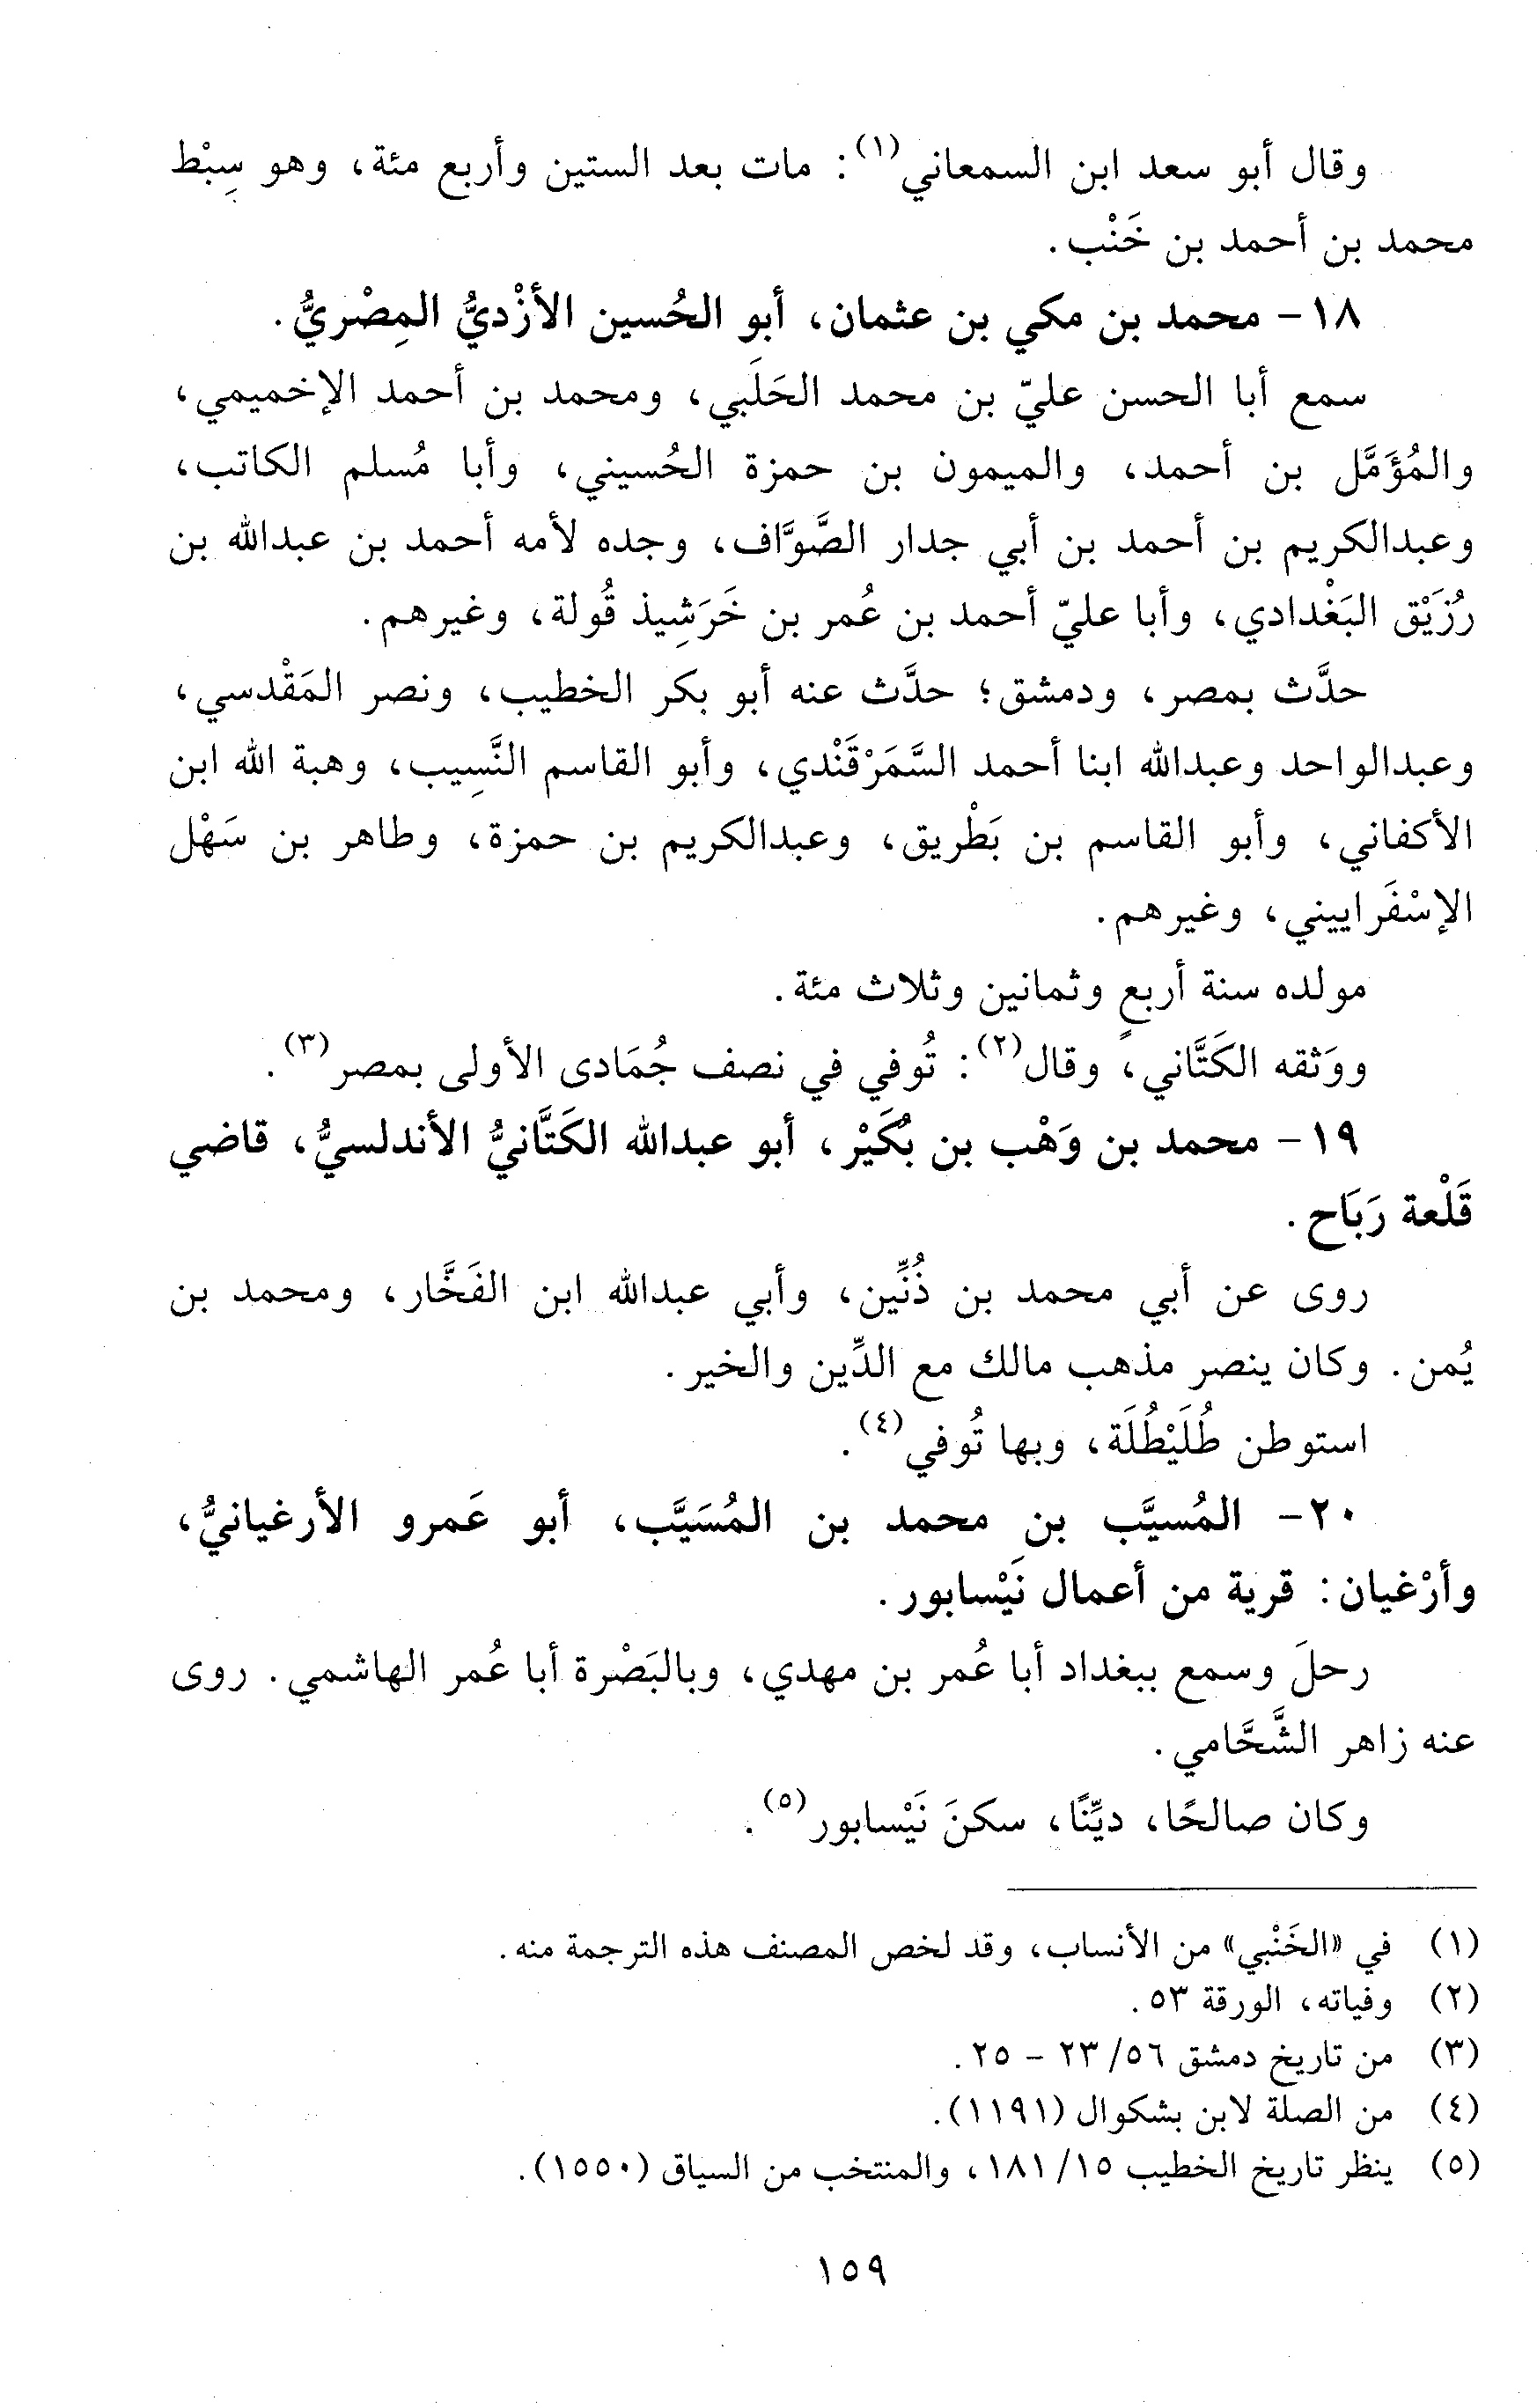 وقال أبو سعد ابن السمعاني(١): مات بعد الستين وأربع مئة، وهو سِبْط
محمد بن أحمد بن خَنْب.
١٨- محمد بن مكي بن عثمان، أبو الحُسين الأزْديُّ المِصْريُّ.
سمع أبا الحسن عليّ بن محمد الحَلَبي، ومحمد بن أحمد الإخميمي،
والمُؤَمَّل بن أحمد، والميمون بن حمزة الحُسيني، وأبا مُسلم الكاتب،
وعبدالكريم بن أحمد بن أبي جدار الصَّوَّاف، وجده لأمه أحمد بن عبدالله بن
رُزَيْق البَغْدادي، وأبا عليّ أحمد بن عُمر بن خَرَشِيذ قُولة، وغيرهم.
حدَّث بمصر، ودمشق؛ حدَّث عنه أبو بكر الخطيب، ونصر المَقْدسي،
وعبدالواحد وعبدالله ابنا أحمد السَّمَرْقَنْدي، وأبو القاسم النَّسِيب، وهبة الله ابن
الأكفاني، وأبو القاسم بن بَطْريق، وعبدالكريم بن حمزة، وطاهر بن سَهْل
الإسْفَراييني، وغيرهم.
مولده سنة أربعٍ وثمانين وثلاث مئة.
ووَثقه الكَتَّاني، وقال(٢): تُوفي في نصف جُمَادى الأولى بمصر(٣).
١٩- محمد بن وَهْب بن بُكَيْر، أبو عبدالله الكَتَّانيُّ الأندلسيُّ، قاضي
قَلْعة رَبَاح.
روى عن أبي محمد بن ذُنِّين، وأبي عبدالله ابن الفَخَّار، ومحمد بن
يُمن. وكان ينصر مذهب مالك مع الدِّين والخير.
استوطن طُلَيْطُلَة، وبها تُوفي(٤).
٢٠- المُسيَّب بن محمد بن المُسَيَّب، أبو عَمرو الأرغيانيُّ،
وأرْغيان: قرية من أعمال نَيْسابور.
رحلَ وسمع ببغداد أبا عُمر بن مهدي، وبالبَصْرة أبا عُمر الهاشمي. روى
عنه زاهر الشَّحَّامي.
وكان صالحًا، ديِّنًا، سكنَ نَيْسابور(٥).
(١) في «الخَنْبي» من الأنساب، وقد لخص المصنف هذه الترجمة منه.
(٢) وفياته، الورقة ٥٣.
(٣) من تاريخ دمشق ٥٦/ ٢٣ - ٢٥.
(٤) من الصلة لابن بشكوال (١١٩١).
(٥) ينظر تاريخ الخطيب ١٥/ ١٨١، والمنتخب من السياق (١٥٥٠).
١٥٩